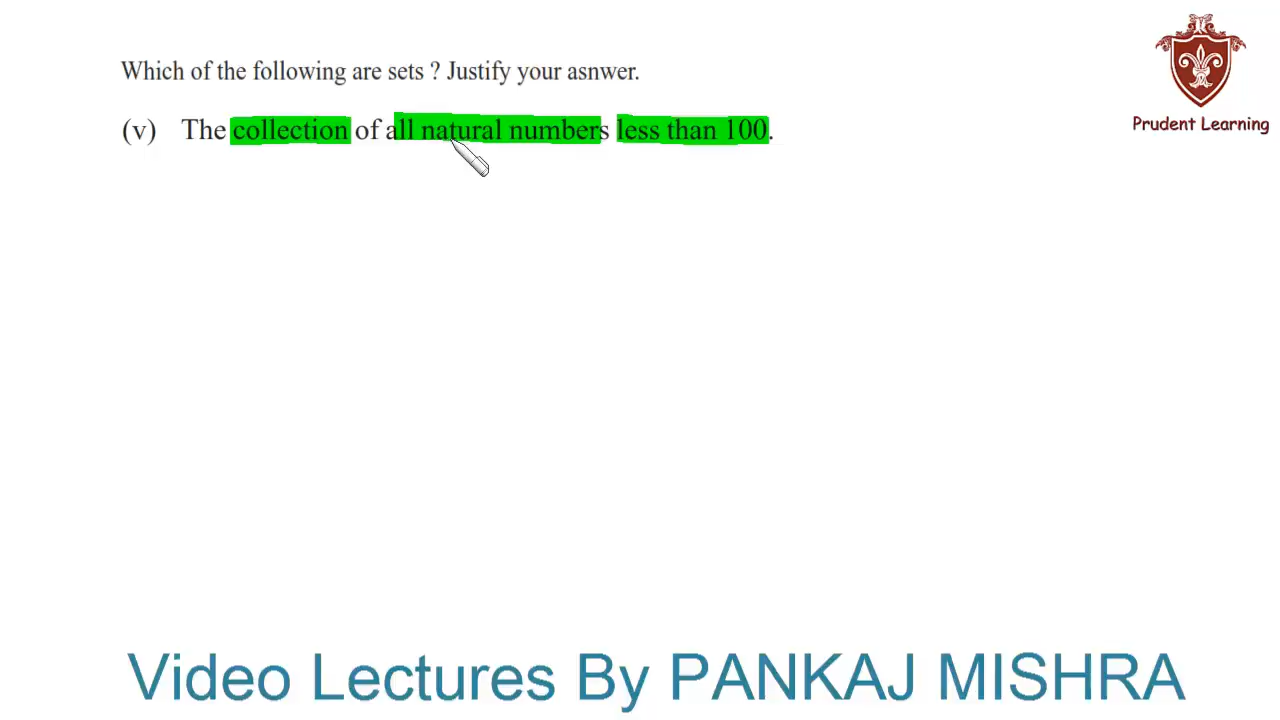 Which of the following are sets ? Justify your asnwer.
(v) The collection of all natural numbers less than 100.
Prudent Learning
Video Lectures By PANKAJ MISHRA